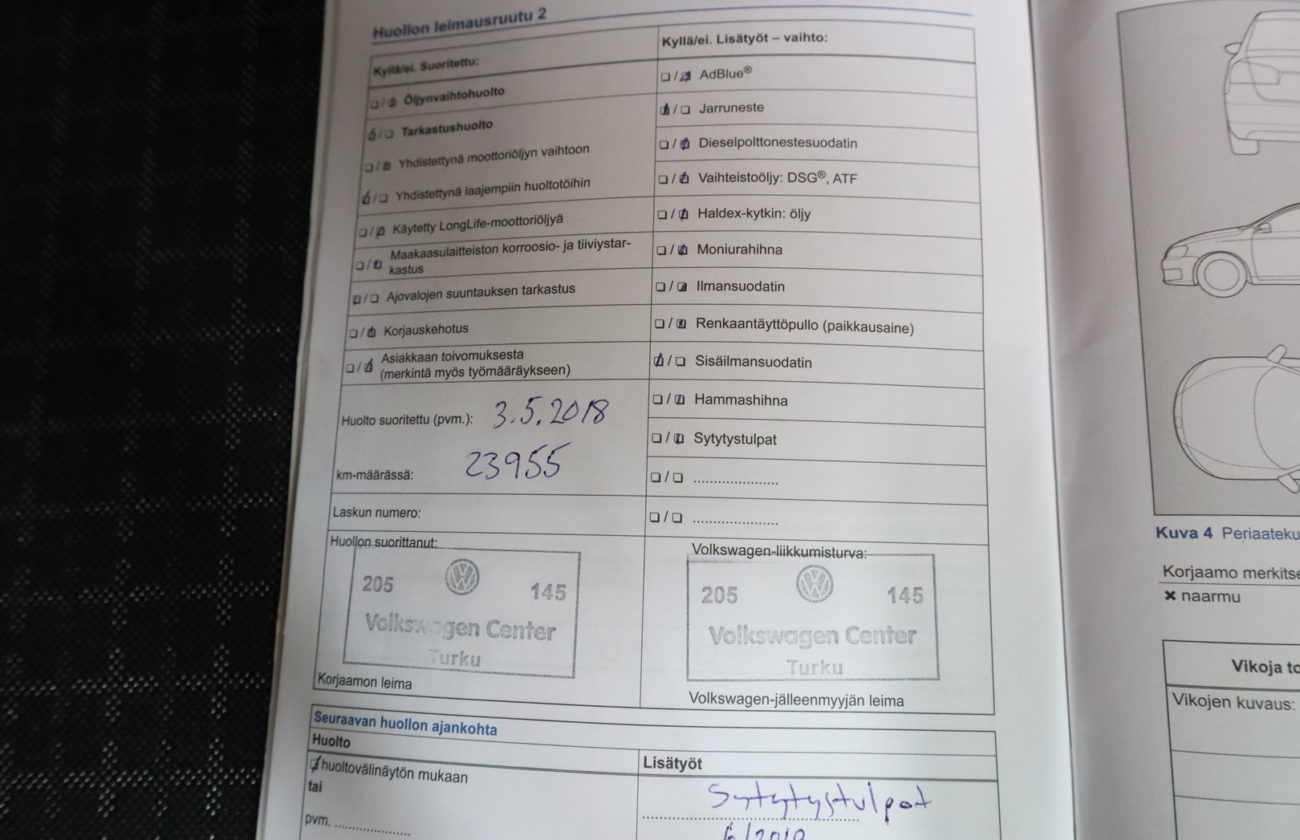 Huollon leimausruutu 2
Kyllä/ei. Suoritettu:
Öljynvaihtohuolto
Tarkastushuolto
Yhdistettynä moottoriöljyn vaihtoon
Yhdistettynä laajempiin huoltotöihin
Käytetty LongLife-moottoriöljyä
Maakaasulaitteiston korroosio- ja tiiviystar-
kastus
Ajovalojen suuntauksen tarkastus
Korjauskehotus
Asiakkaan toivomuksesta
(merkintä myös työmääräykseen)
Huolto suoritettu (pvm.): 3.5.2018
km-määrässä: 23955
Laskun numero:
Huollon suorittanut:
205 145
Volkswagen Center
Turku
Korjaamon leima
Kyllä/ei. Lisätyöt – vaihto:
AdBlue®
Jarruneste
Dieselpolttonestesuodatin
Vaihteistoöljy: DSG®, ATF
Haldex-kytkin: öljy
Moniurahihna
Ilmansuodatin
Renkaantäyttöpullo (paikkausaine)
Sisäilmansuodatin
Hammashihna
Sytytystulpat
Volkswagen-liikkumisturva:
205 145
Volkswagen Center
Turku
Volkswagen-jälleenmyyjän leima
Seuraavan huollon ajankohta
Huolto
huoltovälinäytön mukaan
tai
pvm.
Lisätyöt
Sytytystulpat
Kuva 4 Periaateku
Korjaamo merkitse
✖ naarmu
Vikoja to
Vikojen kuvaus: